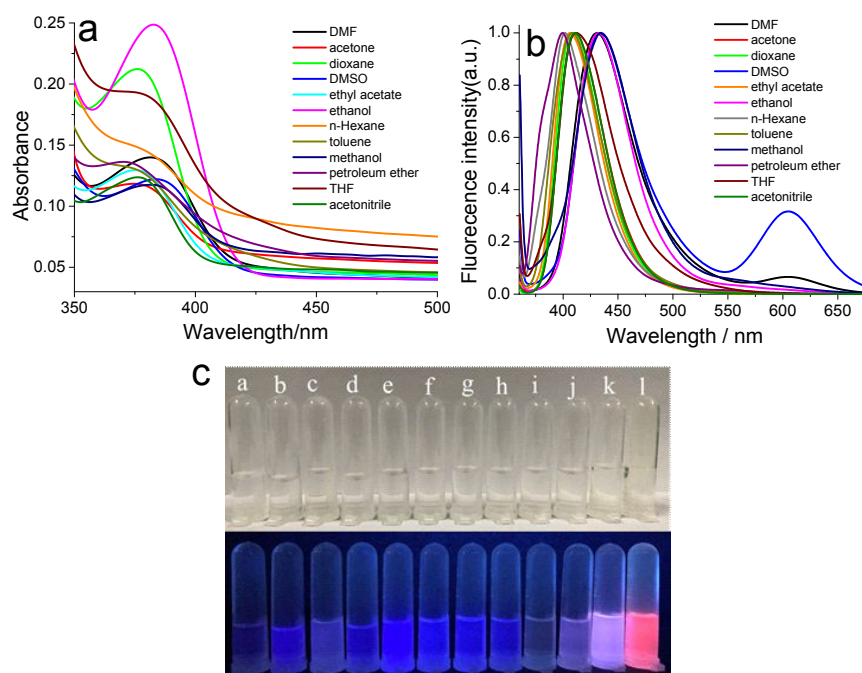 a
Absorbance
0.25
0.20
0.15
0.10
0.05
350
400
450
500
Wavelength/nm
DMF
acetone
dioxane
DMSO
ethyl acetate
ethanol
n-Hexane
toluene
methanol
petroleum ether
THF
acetonitrile
b
Fluorecence intensity(a.u.)
1.0
0.8
0.6
0.4
0.2
0.0
400
450
500
550
600
650
Wavelength / nm
DMF
acetone
dioxane
DMSO
ethyl acetate
ethanol
n-Hexane
toluene
methanol
petroleum ether
THF
acetonitrile
c
a b c d e f g h i j k l